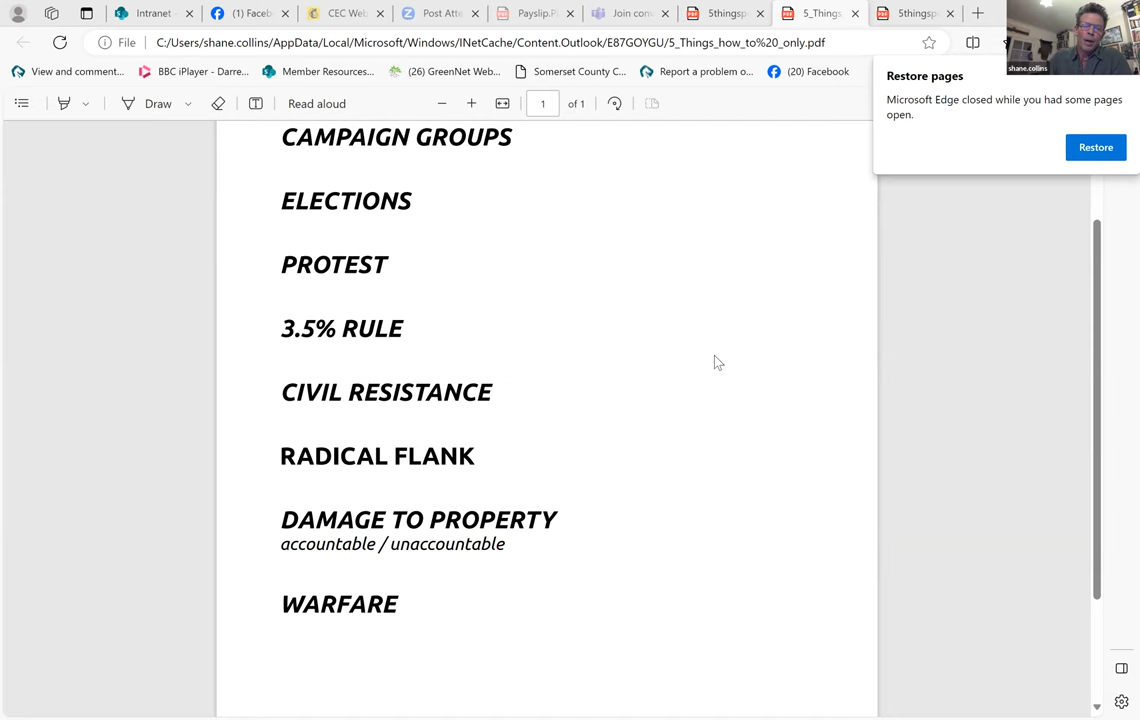 Intranet
(1) Faceb
CEC Web
Post Atte
Payslip.P
Join con
5thingsp
5_Things
5thingsp
File
C:/Users/shane.collins/AppData/Local/Microsoft/Windows/INetCache/Content.Outlook/E87GOYGU/5_Things_how_to%20_only.pdf
shane.collins
View and comment...
BBC iPlayer - Darre...
Member Resources...
(26) GreenNet Web...
Somerset County C...
Report a problem o...
(20) Facebook
Restore pages
Microsoft Edge closed while you had some pages
open.
Restore
Draw
Read aloud
1
of 1
CAMPAIGN GROUPS
ELECTIONS
PROTEST
3.5% RULE
CIVIL RESISTANCE
RADICAL FLANK
DAMAGE TO PROPERTY
accountable / unaccountable
WARFARE